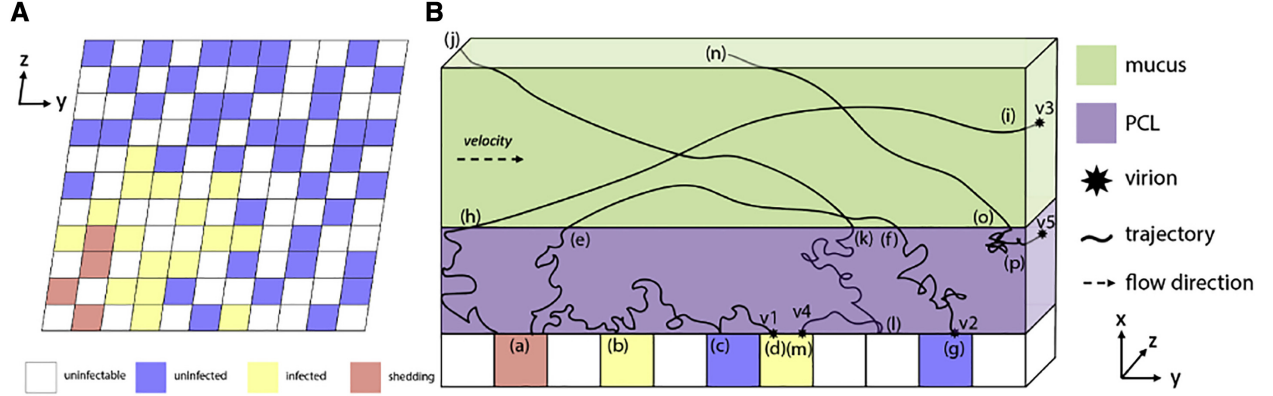 A
z
y
uninfectable
uninfected
infected
shedding
B
(j)
(n)
velocity
(i)
v3
(h)
(e)
(k)
(f)
(o)
v5
(p)
v1
v4
(l)
v2
(a)
(b)
(c)
(d)
(m)
(g)
mucus
PCL
virion
trajectory
flow direction
x
z
y